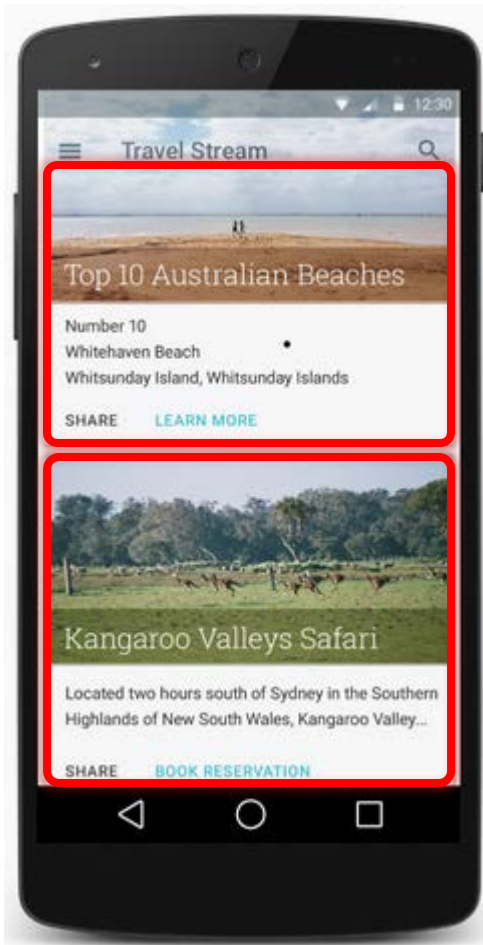 12:30
Travel Stream
Top 10 Australian Beaches
Number 10
Whitehaven Beach
Whitsunday Island, Whitsunday Islands
SHARE LEARN MORE
Kangaroo Valleys Safari
Located two hours south of Sydney in the Southern
Highlands of New South Wales, Kangaroo Valley...
SHARE BOOK RESERVATION